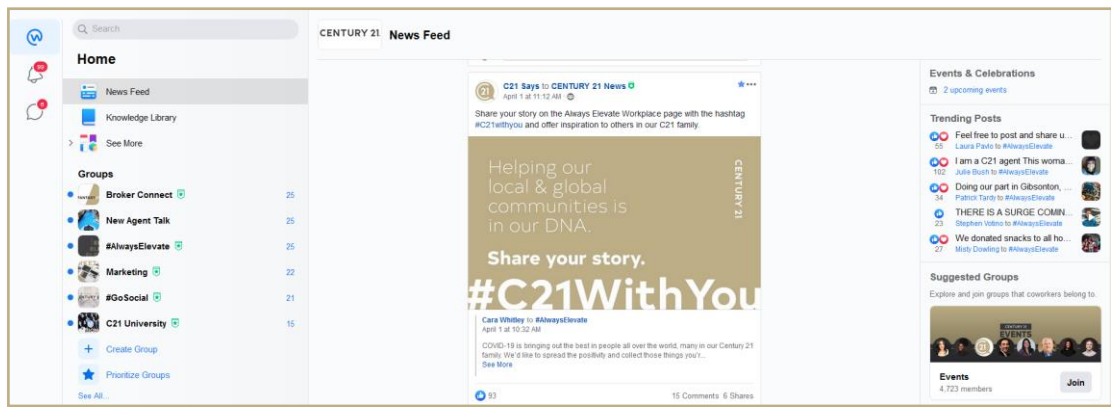 Search
Home
99
News Feed
Knowledge Library
See More
Groups
Broker Connect 25
New Agent Talk 25
#AlwaysElevate 25
Marketing 22
#GoSocial 21
C21 University 15
Create Group
Prioritize Groups
See All...
CENTURY 21 News Feed
21
C21 Says to CENTURY 21 News
April 1 at 11:12 AM
Share your story on the Always Elevate Workplace page with the hashtag
#C21withyou and offer inspiration to others in our C21 family.
Helping our
local & global
communities is
in our DNA.
CENTURY 21
Share your story.
#C21WithYou
Cara Whitley to #AlwaysElevate
April 1 at 10:32 AM
COVID-19 is bringing out the best in people all over the world, many in our Century 21
family. We'd like to spread the positivity and collect those things you'r...
See More
93
15 Comments 6 Shares
Events & Celebrations
2 upcoming events
Trending Posts
Feel free to post and share u...
55 Laura Pavlo to #AlwaysElevate
I am a C21 agent This woma...
102 Julie Bush to #AlwaysElevate
Doing our part in Gibsonton, ...
34 Patrick Tardy to #AlwaysElevate
THERE IS A SURGE COMIN...
23 Stephen Votino to #AlwaysElevate
We donated snacks to all ho...
27 Misty Dowling to #AlwaysElevate
Suggested Groups
Explore and join groups that coworkers belong to.
CENTURY 21
EVENTS
21
Events
4,723 members
Join